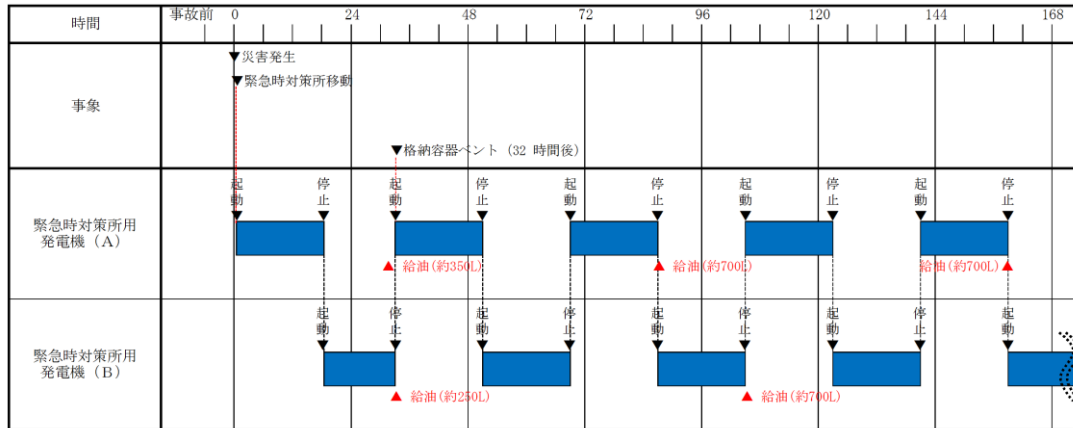 時間
事故前 0 24 48 72 96 120 144 168
事象
▼災害発生
▼緊急時対策所移動
▼格納容器ベント（32 時間後）
緊急時対策所用
発電機（A）
起動 停止 起動 停止 起動 停止 起動 停止 起動 停止
▲ 給油(約350L) ▲ 給油(約700L) 給油(約700L) ▲
緊急時対策所用
発電機（B）
起動 停止 起動 停止 起動 停止 起動 停止 起動
▲ 給油(約250L) ▲ 給油(約700L)